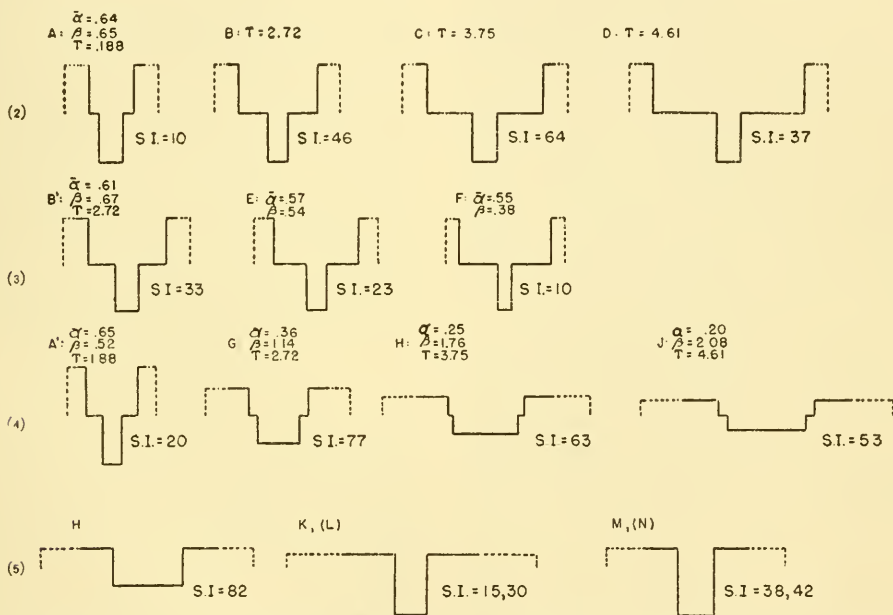 ᾱ=.64
A: β=.65
T=.188
B: T=2.72
C: T=3.75
D. T=4.61
(2)
S I.=10
S.I.=46
S.I=64
S.I.=37
ᾱ=.61
B': β=.67
T=2.72
E: ᾱ=.57
β=.54
F: ᾱ=.55
β=.38
(3)
S I=33
S.I.=23
S.I.=10
ᾱ=.65
A': β=.52
T=1.88
ᾱ=.36
G β=1.14
T=2.72
ᾱ=.25
H: β=1.76
T=3.75
α=.20
J: β=2.08
T=4.61
(4)
S.I.=20
S.I.=77
S.I=63
S.I.=53
H
K, (L)
M, (N)
(5)
S.I=82
S.I.=15,30
S.I=38,42